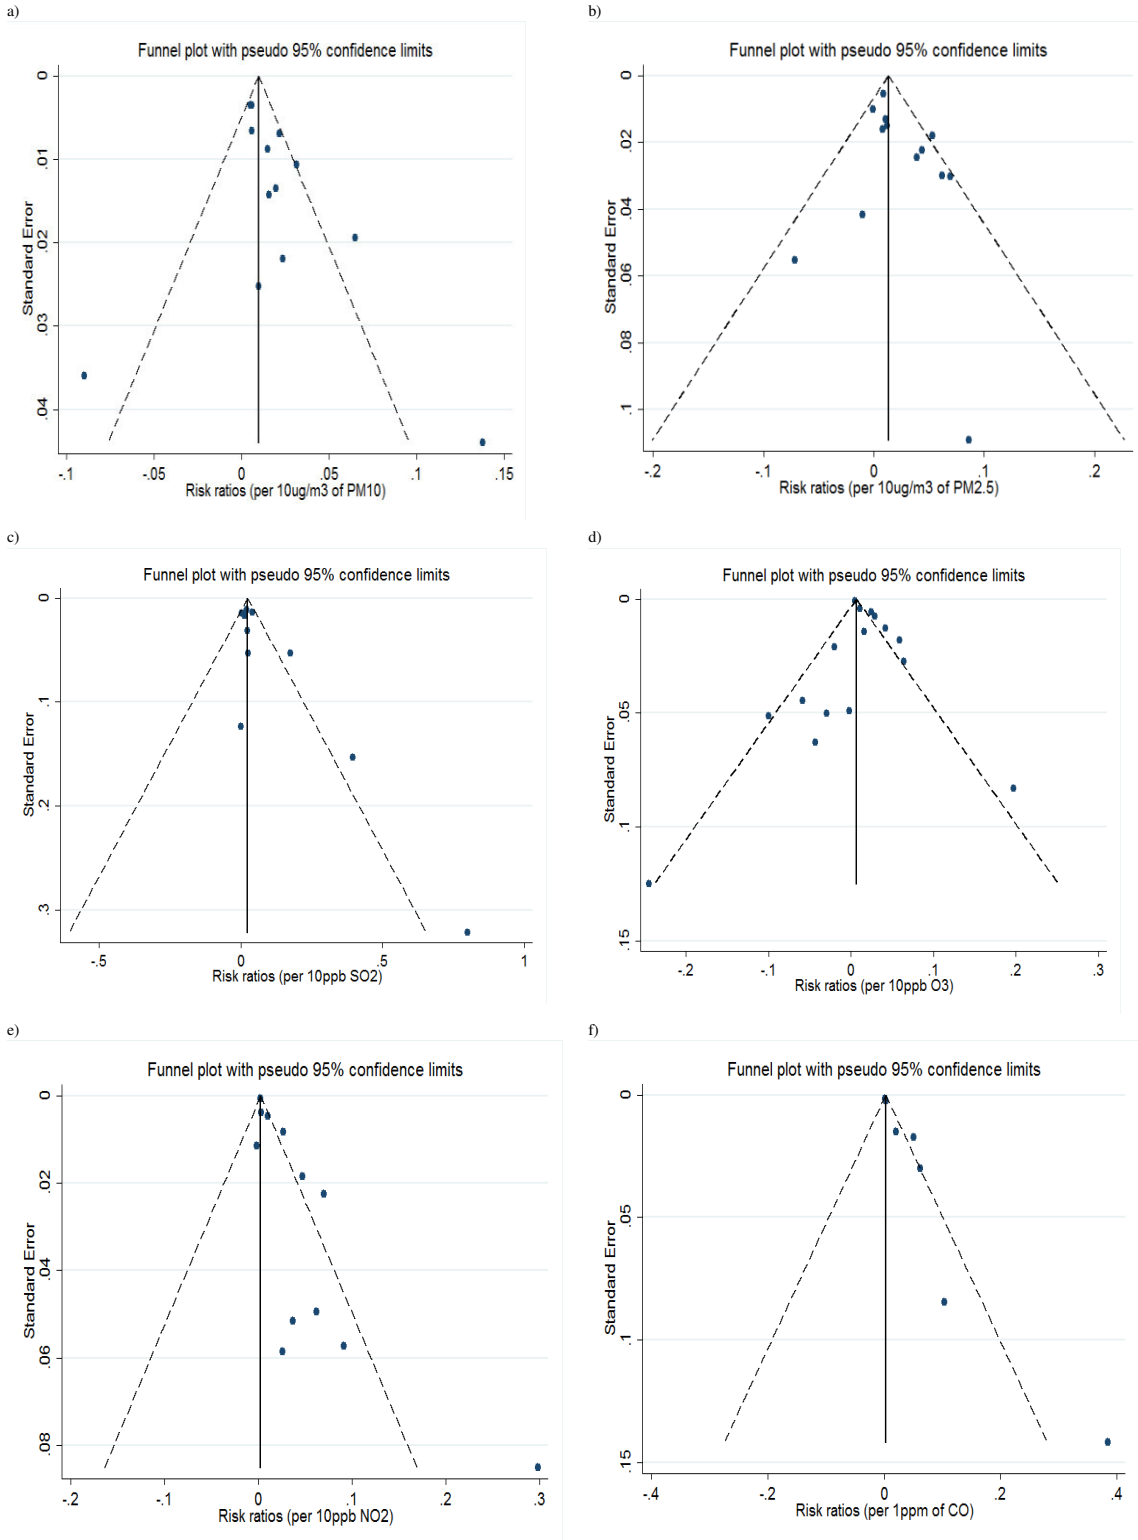 a)
Funnel plot with pseudo 95% confidence limits
Standard Error
0
.01
.02
.03
.04
-.1 -.05 0 .05 .1 .15
Risk ratios (per 10ug/m3 of PM10)
b)
Funnel plot with pseudo 95% confidence limits
Standard Error
0
.02
.04
.06
.08
.1
-.2 -.1 0 .1 .2
Risk ratios (per 10ug/m3 of PM2.5)
c)
Funnel plot with pseudo 95% confidence limits
Standard Error
0
.1
.2
.3
-.5 0 .5 1
Risk ratios (per 10ppb SO2)
d)
Funnel plot with pseudo 95% confidence limits
Standard Error
0
.05
.1
.15
-.2 -.1 0 .1 .2 .3
Risk ratios (per 10ppb O3)
e)
Funnel plot with pseudo 95% confidence limits
Standard Error
0
.02
.04
.06
.08
-.2 -.1 0 .1 .2 .3
Risk ratios (per 10ppb NO2)
f)
Funnel plot with pseudo 95% confidence limits
Standard Error
0
.05
.1
.15
-.4 -.2 0 .2 .4
Risk ratios (per 1ppm of CO)